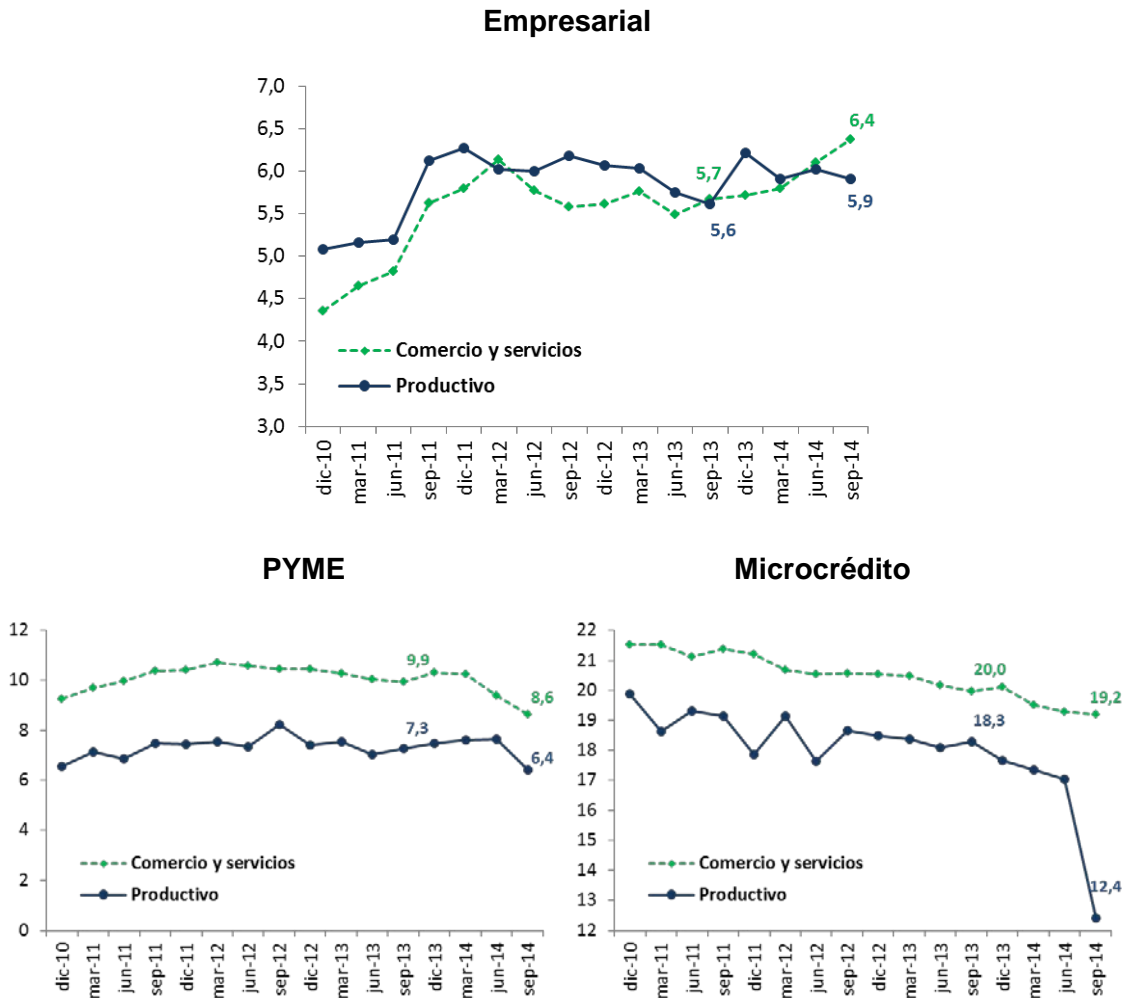 Empresarial
7,0
6,5
6,0
5,5
5,0
4,5
4,0
3,5
3,0
6,4
5,7
5,9
5,6
Comercio y servicios
Productivo
dic-10
mar-11
jun-11
sep-11
dic-11
mar-12
jun-12
sep-12
dic-12
mar-13
jun-13
sep-13
dic-13
mar-14
jun-14
sep-14
PYME
12
10
8
6
4
2
0
9,9
8,6
7,3
6,4
Comercio y servicios
Productivo
dic-10
mar-11
jun-11
sep-11
dic-11
mar-12
jun-12
sep-12
dic-12
mar-13
jun-13
sep-13
dic-13
mar-14
jun-14
sep-14
Microcrédito
22
21
20
19
18
17
16
15
14
13
12
20,0
19,2
18,3
12,4
Comercio y servicios
Productivo
dic-10
mar-11
jun-11
sep-11
dic-11
mar-12
jun-12
sep-12
dic-12
mar-13
jun-13
sep-13
dic-13
mar-14
jun-14
sep-14